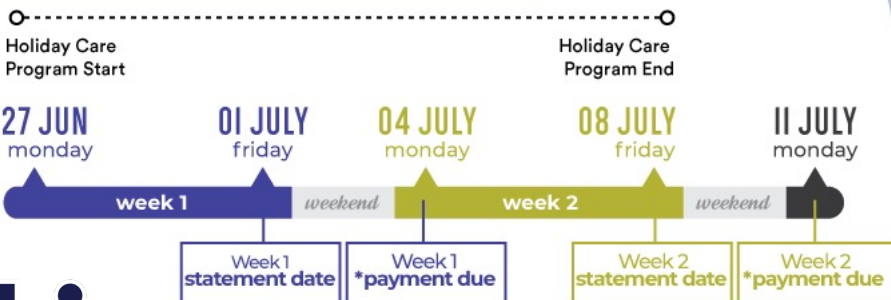 Holiday Care
Program Start
Holiday Care
Program End
27 JUN
monday
01 JULY
friday
04 JULY
monday
08 JULY
friday
11 JULY
monday
week 1
weekend
week 2
weekend
Week 1
statement date
Week 1
*payment due
Week 2
statement date
Week 2
*payment due